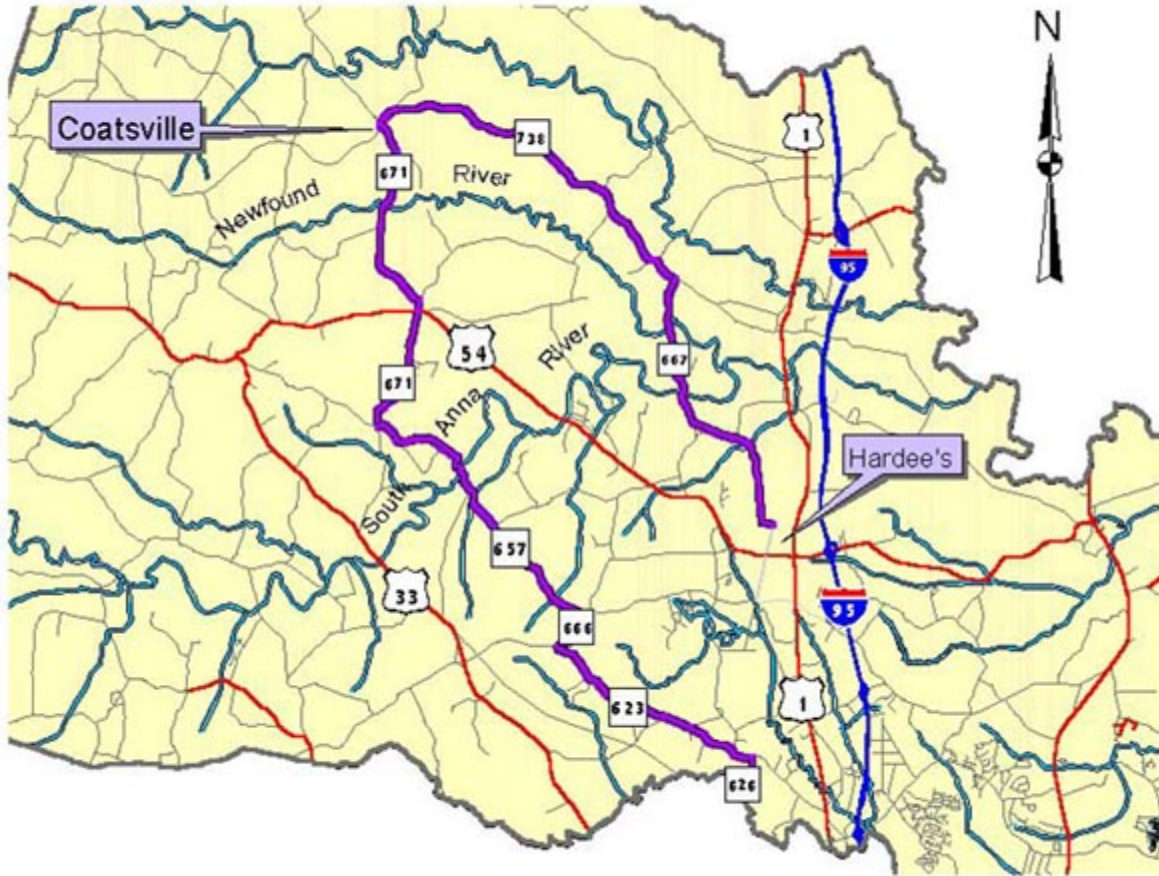 N
1
Coatsville
738
671
River
Newfound
95
54
River
667
671
Anna
Hardee's
South
657
33
95
666
1
623
626